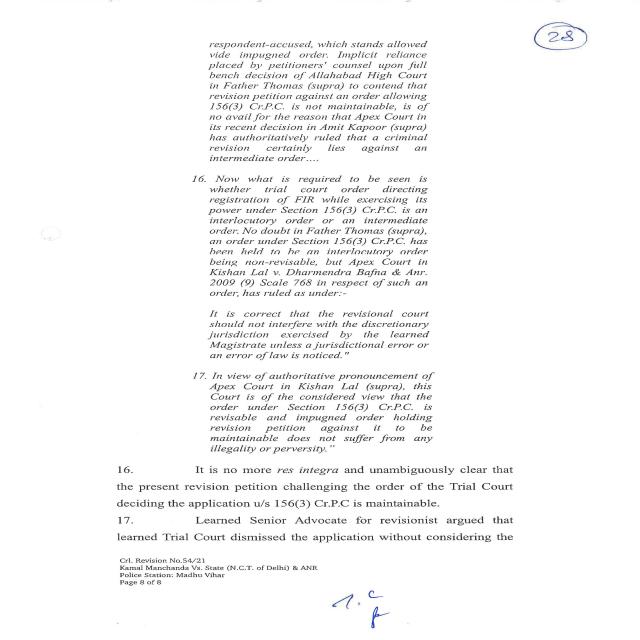 28
respondent-accused, which stands allowed
vide impugned order. Implicit reliance
placed by petitioners' counsel upon full
bench decision of Allahabad High Court
in Father Thomas (supra) to contend that
revision petition against an order allowing
156(3) Cr.P.C. is not maintainable, is of
no avail for the reason that Apex Court in
its recent decision in Amit Kapoor (supra)
has authoritatively ruled that a criminal
revision certainly lies against an
intermediate order….
16. Now what is required to be seen is
whether trial court order directing
registration of FIR while exercising its
power under Section 156(3) Cr.P.C. is an
interlocutory order or an intermediate
order. No doubt in Father Thomas (supra),
an order under Section 156(3) Cr.P.C. has
been held to be an interlocutory order
being non-revisable, but Apex Court in
Kishan Lal v. Dharmendra Bafna & Anr.
2009 (9) Scale 768 in respect of such an
order, has ruled as under:-
It is correct that the revisional court
should not interfere with the discretionary
jurisdiction exercised by the learned
Magistrate unless a jurisdictional error or
an error of law is noticed."
17. In view of authoritative pronouncement of
Apex Court in Kishan Lal (supra), this
Court is of the considered view that the
order under Section 156(3) Cr.P.C. is
revisable and impugned order holding
revision petition against it to be
maintainable does not suffer from any
illegality or perversity."
16. It is no more res integra and unambiguously clear that
the present revision petition challenging the order of the Trial Court
deciding the application u/s 156(3) Cr.P.C is maintainable.
17. Learned Senior Advocate for revisionist argued that
learned Trial Court dismissed the application without considering the
Crl. Revision No.54/21
Kamal Manchanda Vs. State (N.C.T. of Delhi) & ANR
Police Station: Madhu Vihar
Page 8 of 8